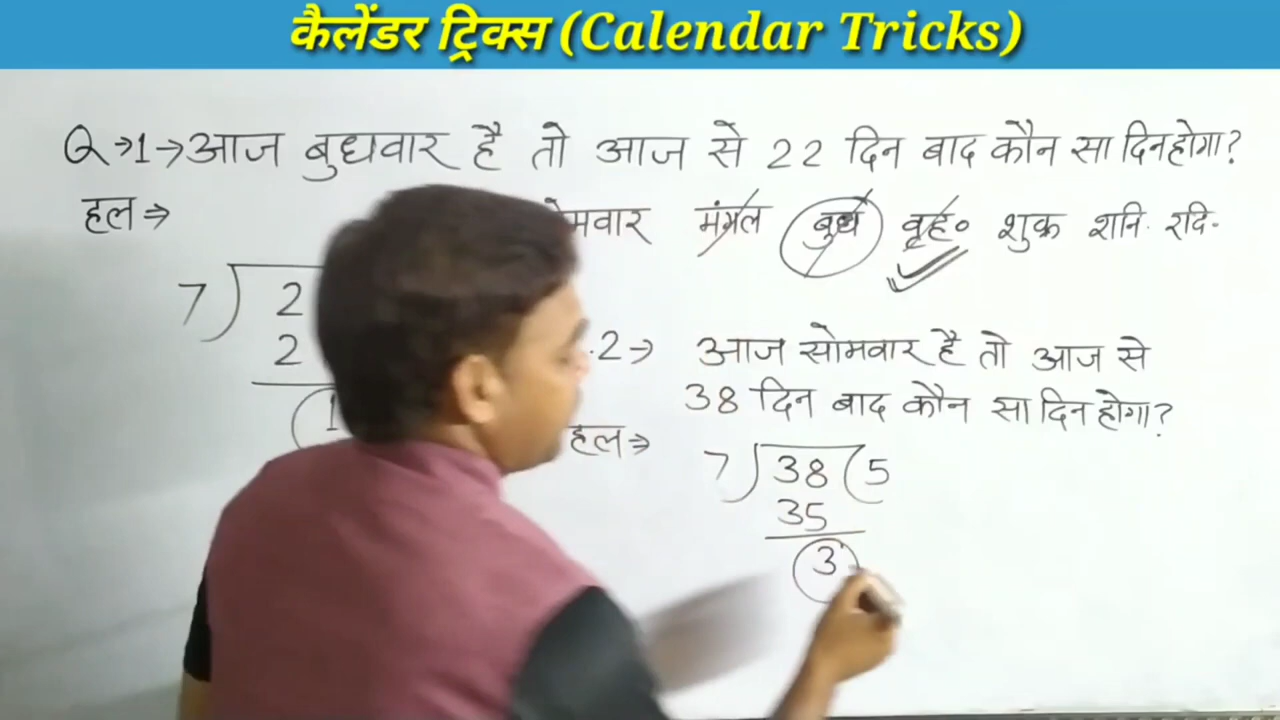 कैलेंडर ट्रिक्स (Calendar Tricks)
Q→1→आज बुधवार है तो आज से 22 दिन बाद कौन सा दिन होगा?
हल⇒
मंगल बुध वृह० शुक्र शनि. रवि.
7) 2
2
1
.2→ आज सोमवार है तो आज से
38 दिन बाद कौन सा दिन होगा?
हल⇒
7) 38 (5
35
3